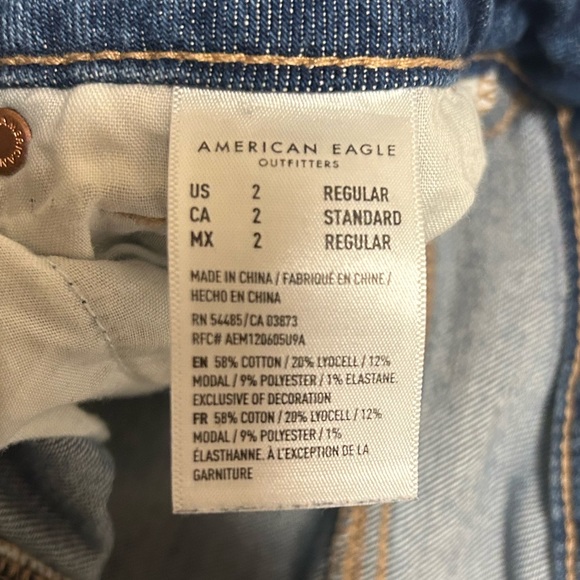 AMERICAN
AMERICAN EAGLE
OUTFITTERS
US 2 REGULAR
CA 2 STANDARD
MX 2 REGULAR
MADE IN CHINA / FABRIQUÉ EN CHINE /
HECHO EN CHINA
RN 54485/CA 03873
RFC# AEM120605U9A
EN 58% COTTON / 20% LYOCELL / 12%
MODAL / 9% POLYESTER / 1% ELASTANE.
EXCLUSIVE OF DECORATION
FR 58% COTON / 20% LYOCELL / 12%
MODAL / 9% POLYESTER / 1%
ÉLASTHANNE. À L'EXCEPTION DE LA
GARNITURE